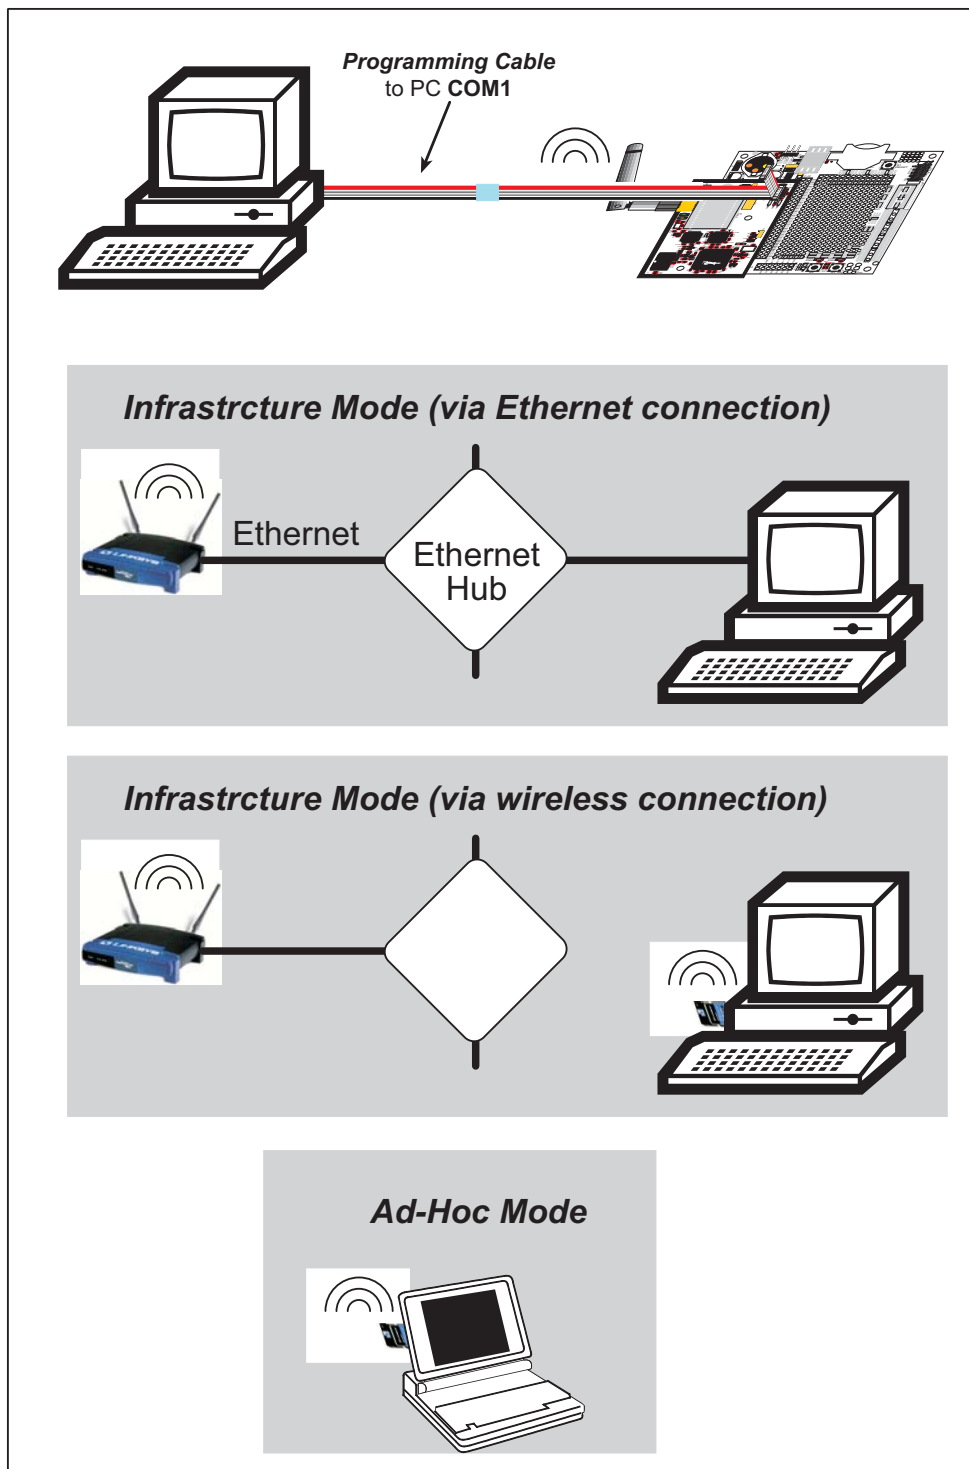 Programming Cable
to PC COM1
Infrastrcture Mode (via Ethernet connection)
Ethernet
Ethernet
Hub
Infrastrcture Mode (via wireless connection)
Ad-Hoc Mode